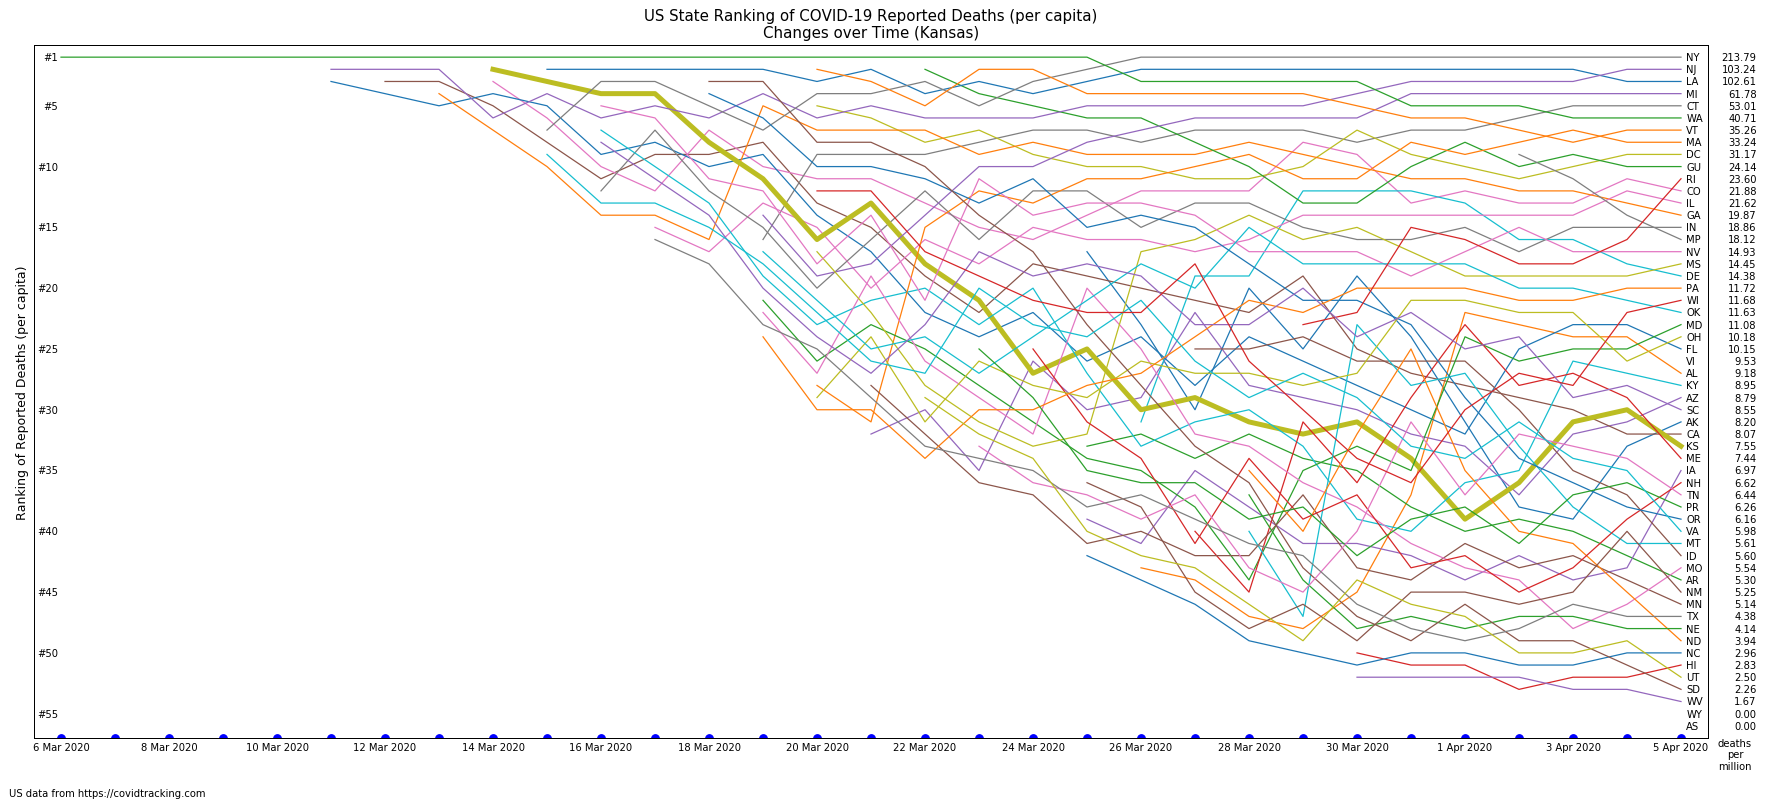 US State Ranking of COVID-19 Reported Deaths (per capita)
Changes over Time (Kansas)
Ranking of Reported Deaths (per capita)
#1
#5
#10
#15
#20
#25
#30
#35
#40
#45
#50
#55
NY 213.79
NJ 103.24
LA 102.61
MI 61.78
CT 53.01
WA 40.71
VT 35.26
MA 33.24
DC 31.17
GU 24.14
RI 23.60
CO 21.88
IL 21.62
GA 19.87
IN 18.86
MP 18.12
NV 14.93
MS 14.45
DE 14.38
PA 11.72
WI 11.68
OK 11.63
MD 11.08
OH 10.18
FL 10.15
VI 9.53
AL 9.18
KY 8.95
AZ 8.79
SC 8.55
AK 8.20
CA 8.07
KS 7.55
ME 7.44
IA 6.97
NH 6.62
TN 6.44
PR 6.26
OR 6.16
VA 5.98
MT 5.61
ID 5.60
MO 5.54
AR 5.30
NM 5.25
MN 5.14
TX 4.38
NE 4.14
ND 3.94
NC 2.96
HI 2.83
UT 2.50
SD 2.26
WV 1.67
WY 0.00
AS 0.00
6 Mar 2020 8 Mar 2020 10 Mar 2020 12 Mar 2020 14 Mar 2020 16 Mar 2020 18 Mar 2020 20 Mar 2020 22 Mar 2020 24 Mar 2020 26 Mar 2020 28 Mar 2020 30 Mar 2020 1 Apr 2020 3 Apr 2020 5 Apr 2020
deaths
per
million
US data from https://covidtracking.com